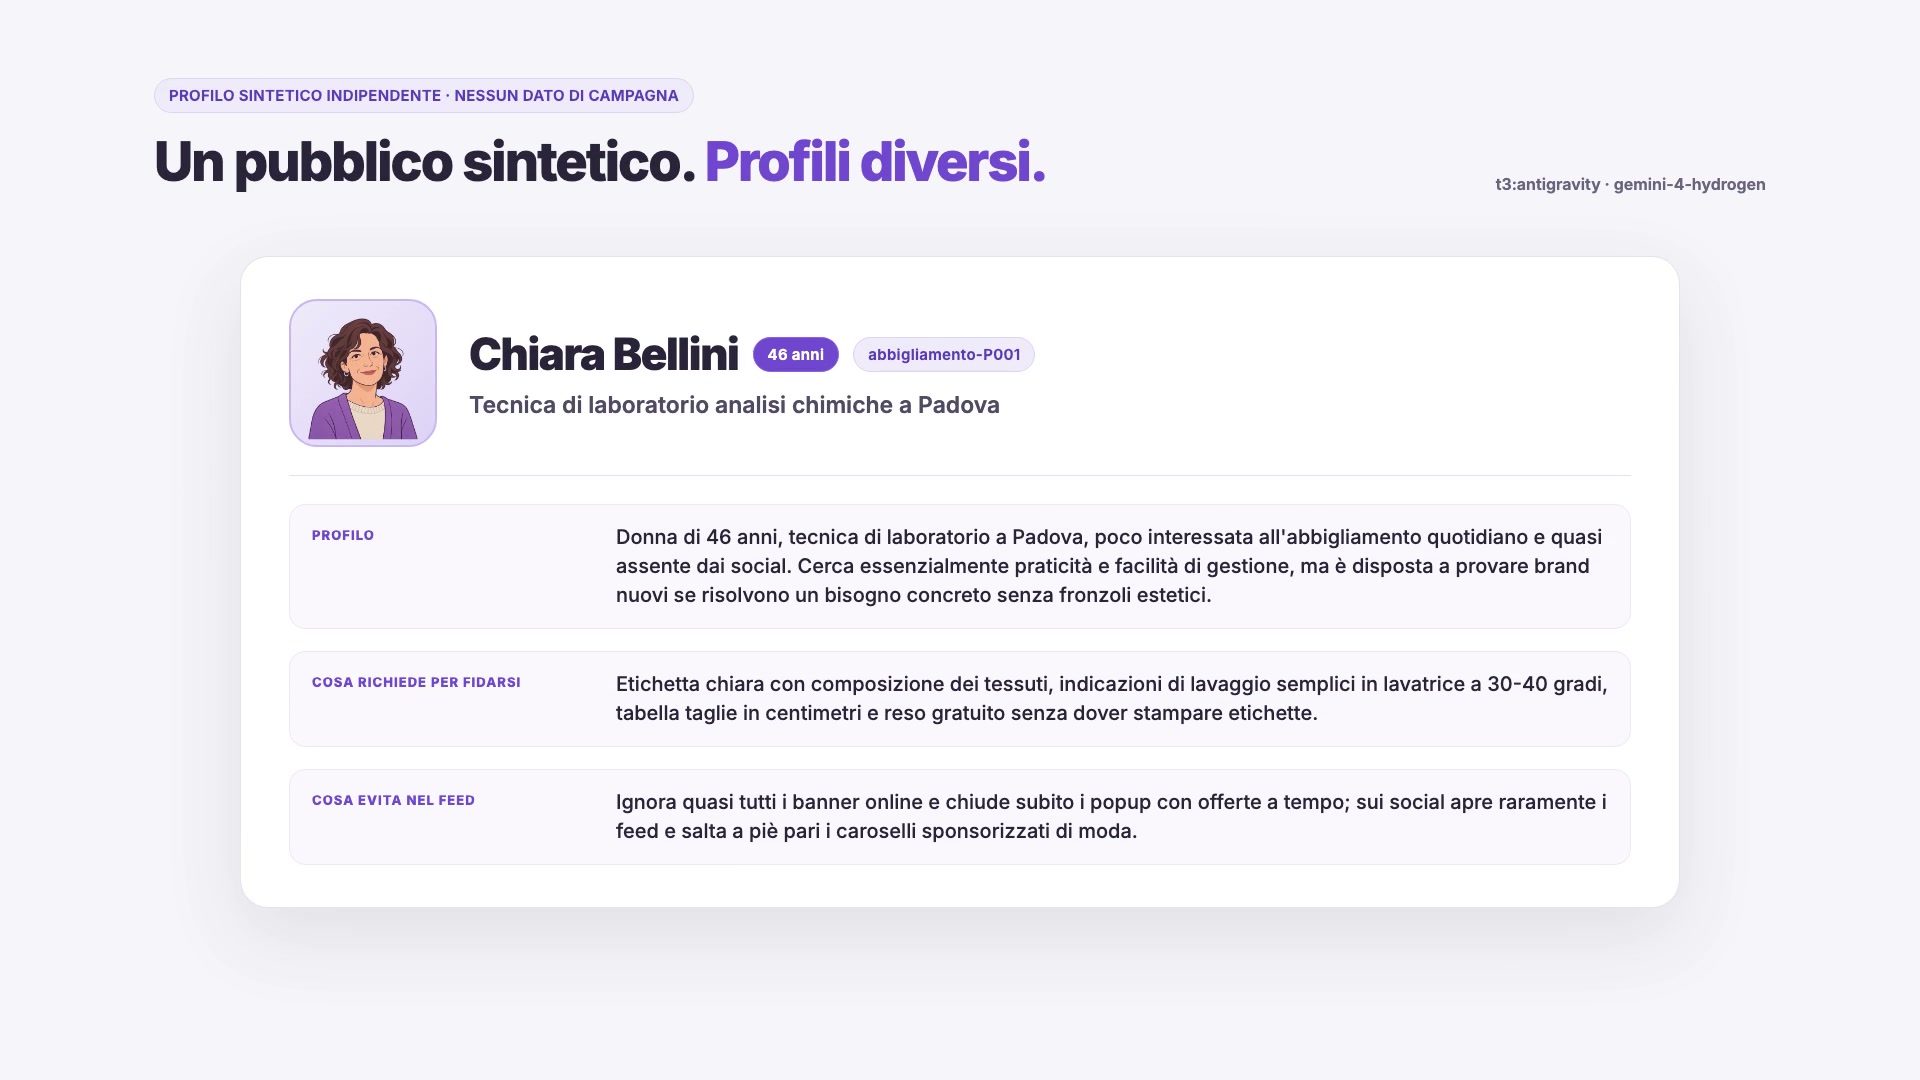 PROFILO SINTETICO INDIPENDENTE · NESSUN DATO DI CAMPAGNA
Un pubblico sintetico. Profili diversi.
t3:antigravity · gemini-4-hydrogen
Chiara Bellini
46 anni
abbigliamento-P001
Tecnica di laboratorio analisi chimiche a Padova
PROFILO
Donna di 46 anni, tecnica di laboratorio a Padova, poco interessata all'abbigliamento quotidiano e quasi
assente dai social. Cerca essenzialmente praticità e facilità di gestione, ma è disposta a provare brand
nuovi se risolvono un bisogno concreto senza fronzoli estetici.
COSA RICHIEDE PER FIDARSI
Etichetta chiara con composizione dei tessuti, indicazioni di lavaggio semplici in lavatrice a 30-40 gradi,
tabella taglie in centimetri e reso gratuito senza dover stampare etichette.
COSA EVITA NEL FEED
Ignora quasi tutti i banner online e chiude subito i popup con offerte a tempo; sui social apre raramente i
feed e salta a piè pari i caroselli sponsorizzati di moda.